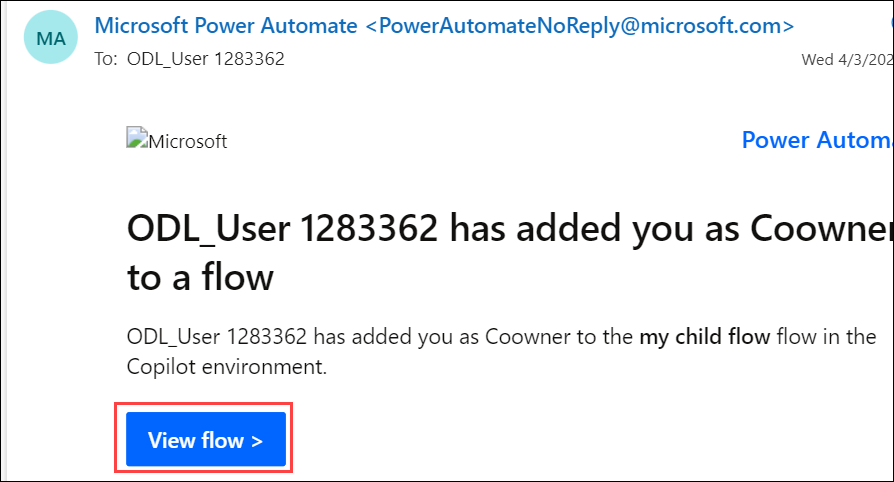 MA
Microsoft Power Automate <PowerAutomateNoReply@microsoft.com>
To: ODL_User 1283362
Wed 4/3/202
Microsoft
Power Automa
ODL_User 1283362 has added you as Coowner
to a flow
ODL_User 1283362 has added you as Coowner to the my child flow flow in the
Copilot environment.
View flow >